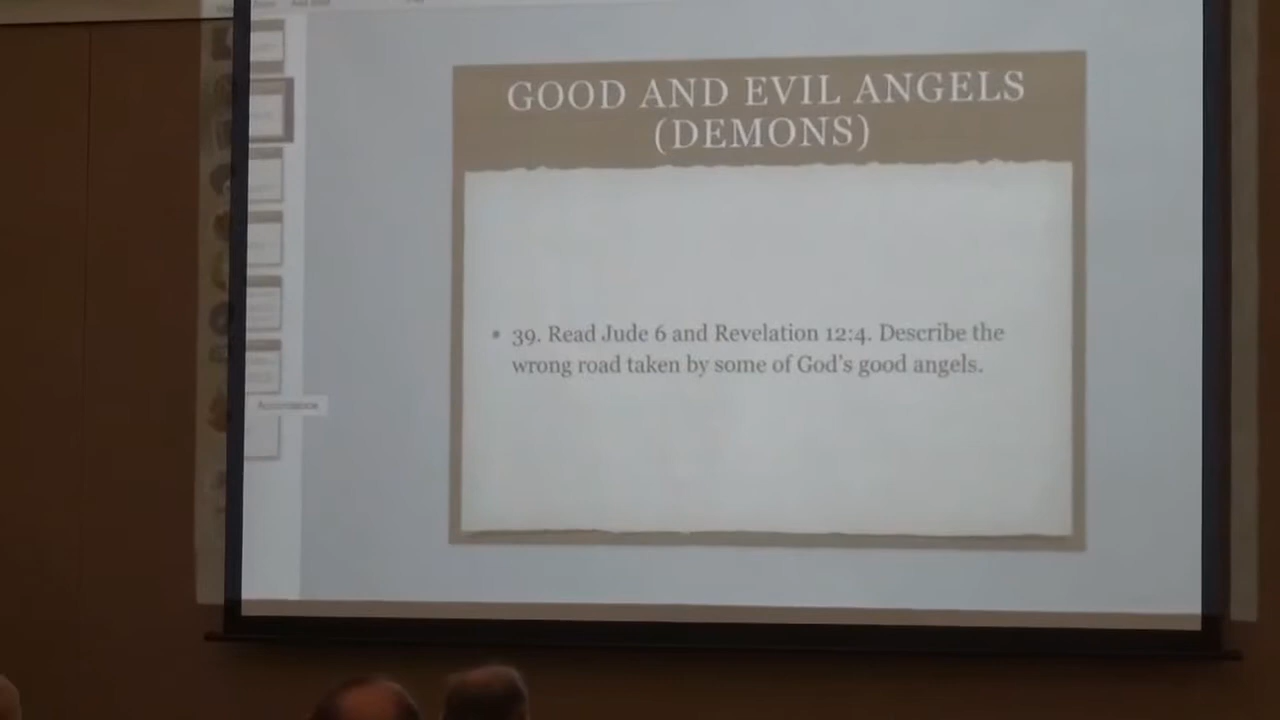 GOOD AND EVIL ANGELS
(DEMONS)
• 39. Read Jude 6 and Revelation 12:4. Describe the
wrong road taken by some of God's good angels.